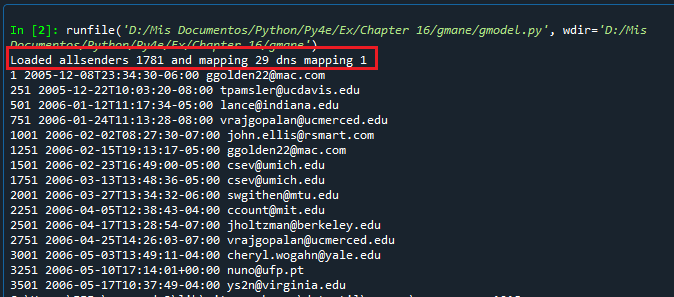 In [2]: runfile('D:/Mis Documentos/Python/Py4e/Ex/Chapter 16/gmane/gmodel.py', wdir='D:/Mis
Documentos/Python/Py4e/Ex/Chapter 16/gmane')
Loaded allsenders 1781 and mapping 29 dns mapping 1
1 2005-12-08T23:34:30-06:00 ggolden22@mac.com
251 2005-12-22T10:03:20-08:00 tpamsler@ucdavis.edu
501 2006-01-12T11:17:34-05:00 lance@indiana.edu
751 2006-01-24T11:13:28-08:00 vrajgopalan@ucmerced.edu
1001 2006-02-02T08:27:30-07:00 john.ellis@rsmart.com
1251 2006-02-15T19:13:17-05:00 ggolden22@mac.com
1501 2006-02-23T16:49:00-05:00 csev@umich.edu
1751 2006-03-13T13:48:36-05:00 csev@umich.edu
2001 2006-03-27T13:34:32-06:00 swgithen@mtu.edu
2251 2006-04-05T12:38:43-04:00 ccount@mit.edu
2501 2006-04-17T13:28:54-07:00 jholtzman@berkeley.edu
2751 2006-04-25T14:26:03-07:00 vrajgopalan@ucmerced.edu
3001 2006-05-03T13:49:11-04:00 cheryl.wogahn@yale.edu
3251 2006-05-10T17:14:01+00:00 nuno@ufp.pt
3501 2006-05-17T10:37:49-04:00 ys2n@virginia.edu